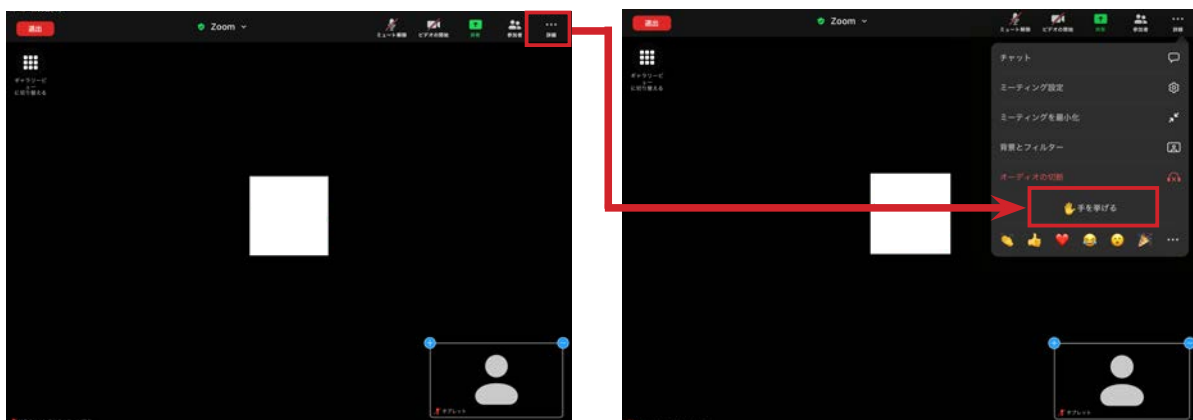 退出
Zoom
ミュート解除
ビデオの開始
共有
参加者
詳細
ギャラリービ
ュー
に切り替える
タブレット
退出
Zoom
ミュート解除
ビデオの開始
共有
参加者
詳細
ギャラリービ
ュー
に切り替える
チャット
ミーティング設定
ミーティングを最小化
背景とフィルター
オーディオの切断
手を挙げる
タブレット